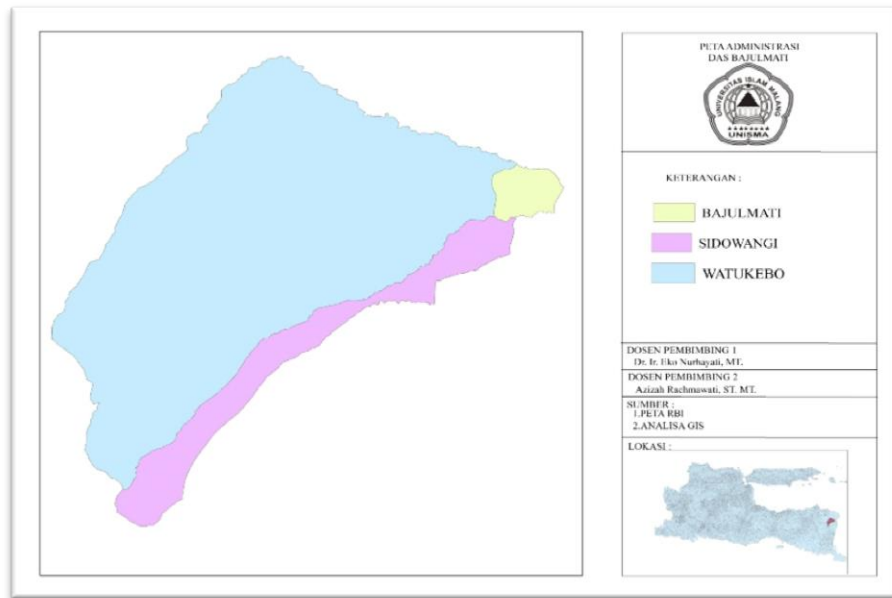 PETA ADMINISTRASI
DAS BAJULMATI
UNIVERSITAS ISLAM MALANG
UNISMA
KETERANGAN :
BAJULMATI
SIDOWANGI
WATUKEBO
DOSEN PEMBIMBING 1
Dr. Ir. Eko Nurhayati, MT.
DOSEN PEMBIMBING 2
Azizah Rachmawati, ST. MT.
SUMBER :
1.PETA RBI
2.ANALISA GIS
LOKASI :